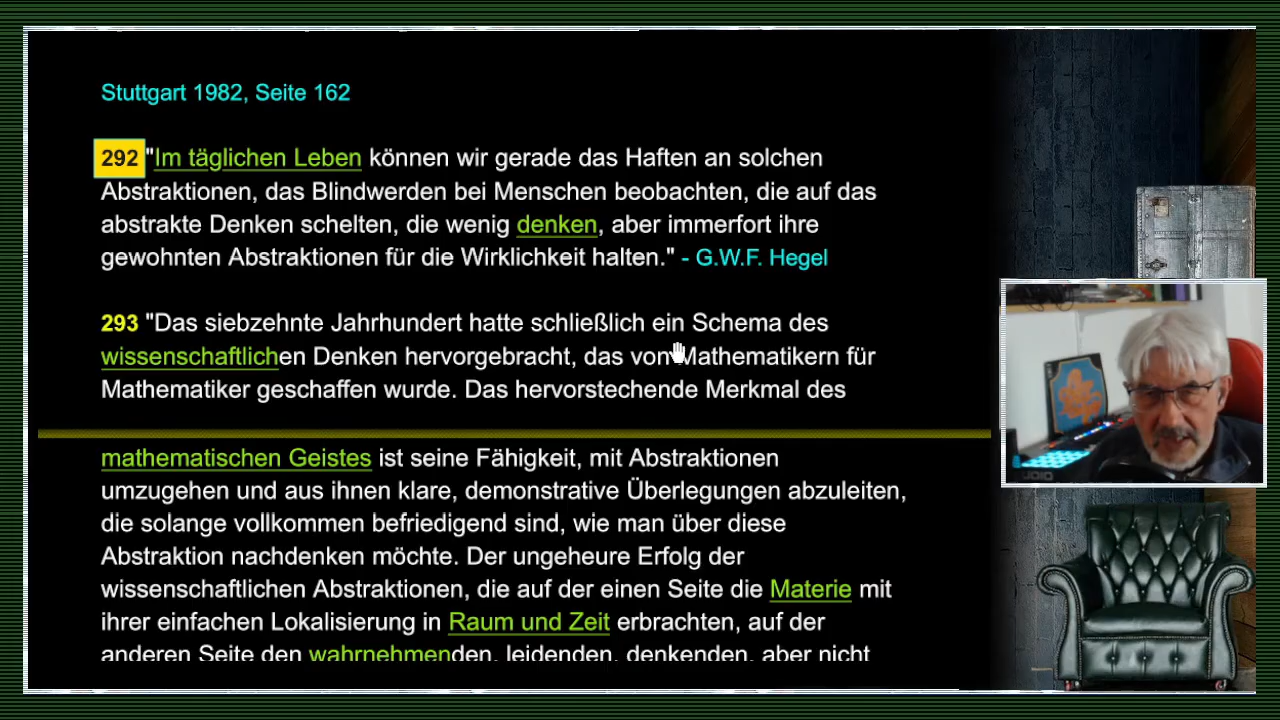 Stuttgart 1982, Seite 162
292 "Im täglichen Leben können wir gerade das Haften an solchen
Abstraktionen, das Blindwerden bei Menschen beobachten, die auf das
abstrakte Denken schelten, die wenig denken, aber immerfort ihre
gewohnten Abstraktionen für die Wirklichkeit halten." - G.W.F. Hegel
293 "Das siebzehnte Jahrhundert hatte schließlich ein Schema des
wissenschaftlichen Denken hervorgebracht, das von Mathematikern für
Mathematiker geschaffen wurde. Das hervorstechende Merkmal des
mathematischen Geistes ist seine Fähigkeit, mit Abstraktionen
umzugehen und aus ihnen klare, demonstrative Überlegungen abzuleiten,
die solange vollkommen befriedigend sind, wie man über diese
Abstraktion nachdenken möchte. Der ungeheure Erfolg der
wissenschaftlichen Abstraktionen, die auf der einen Seite die Materie mit
ihrer einfachen Lokalisierung in Raum und Zeit erbrachten, auf der
anderen Seite den wahrnehmenden, leidenden, denkenden, aber nicht